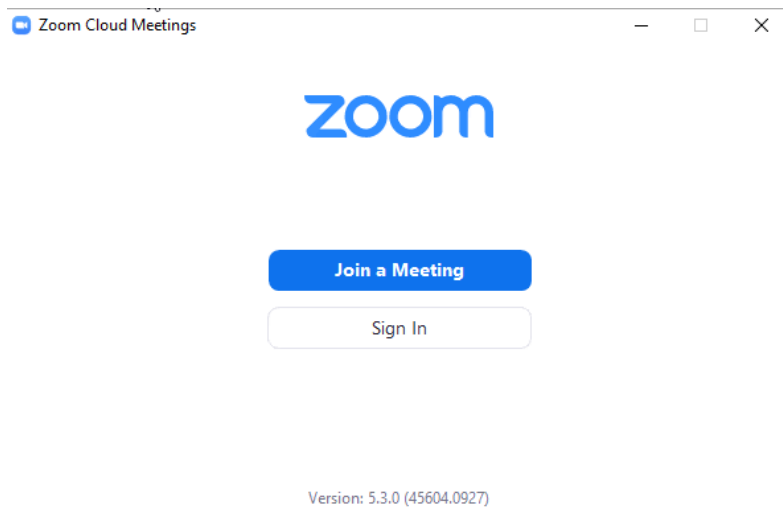 Zoom Cloud Meetings
zoom
Join a Meeting
Sign In
Version: 5.3.0 (45604.0927)